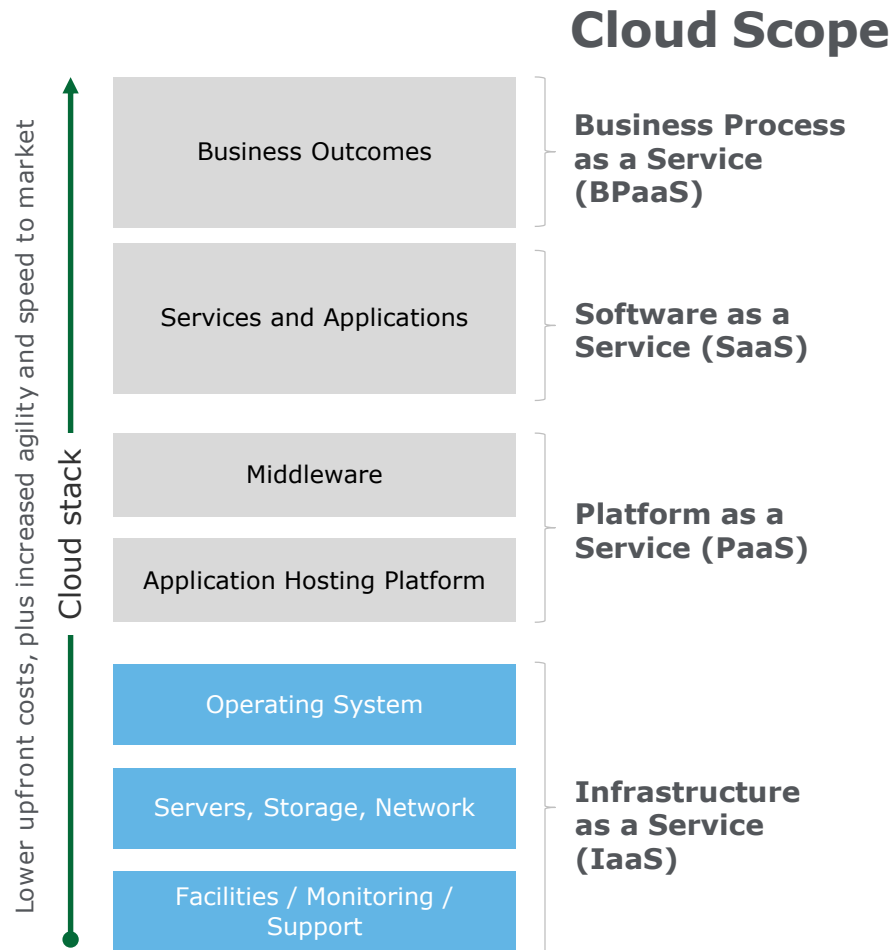 Cloud Scope
Lower upfront costs, plus increased agility and speed to market
Cloud stack
Business Outcomes
Business Process
as a Service
(BPaaS)
Services and Applications
Software as a
Service (SaaS)
Middleware
Application Hosting Platform
Platform as a
Service (PaaS)
Operating System
Servers, Storage, Network
Facilities / Monitoring /
Support
Infrastructure
as a Service
(IaaS)